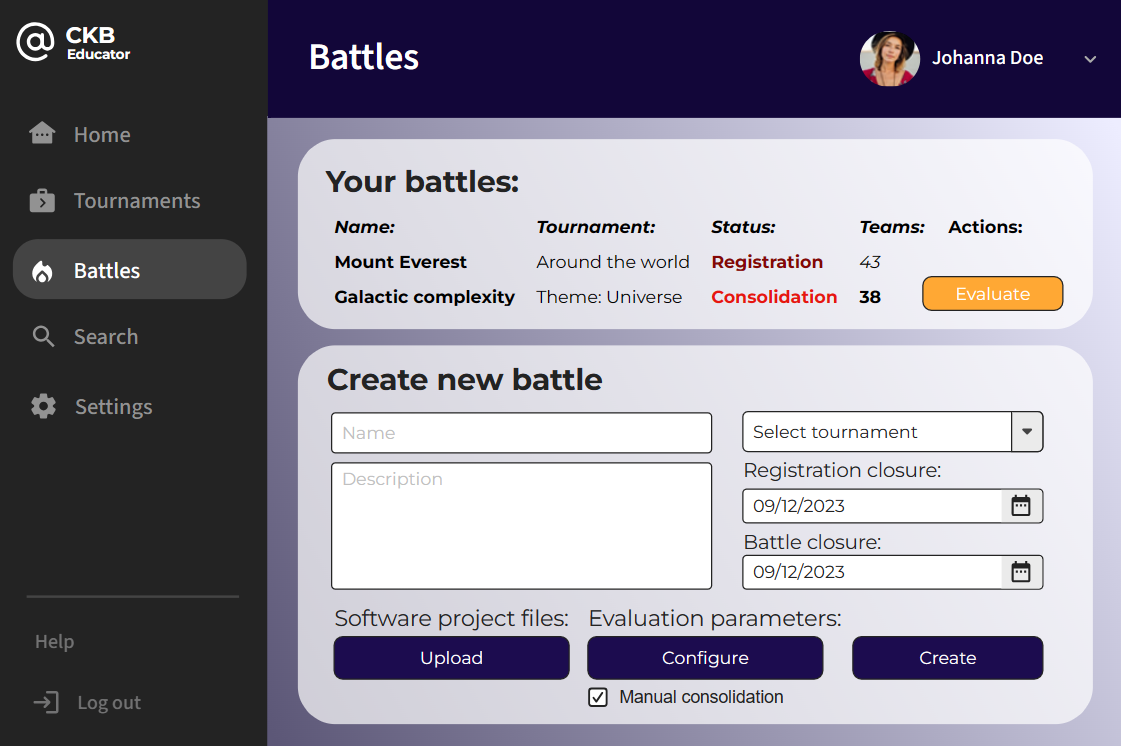 @ CKB
Educator
Home
Tournaments
Battles
Search
Settings
Help
Log out
Battles
Johanna Doe
Your battles:
Name: Tournament: Status: Teams: Actions:
Mount Everest Around the world Registration 43
Galactic complexity Theme: Universe Consolidation 38 Evaluate
Create new battle
Name
Description
Select tournament
Registration closure:
09/12/2023
Battle closure:
09/12/2023
Software project files: Evaluation parameters:
Upload Configure Create
Manual consolidation